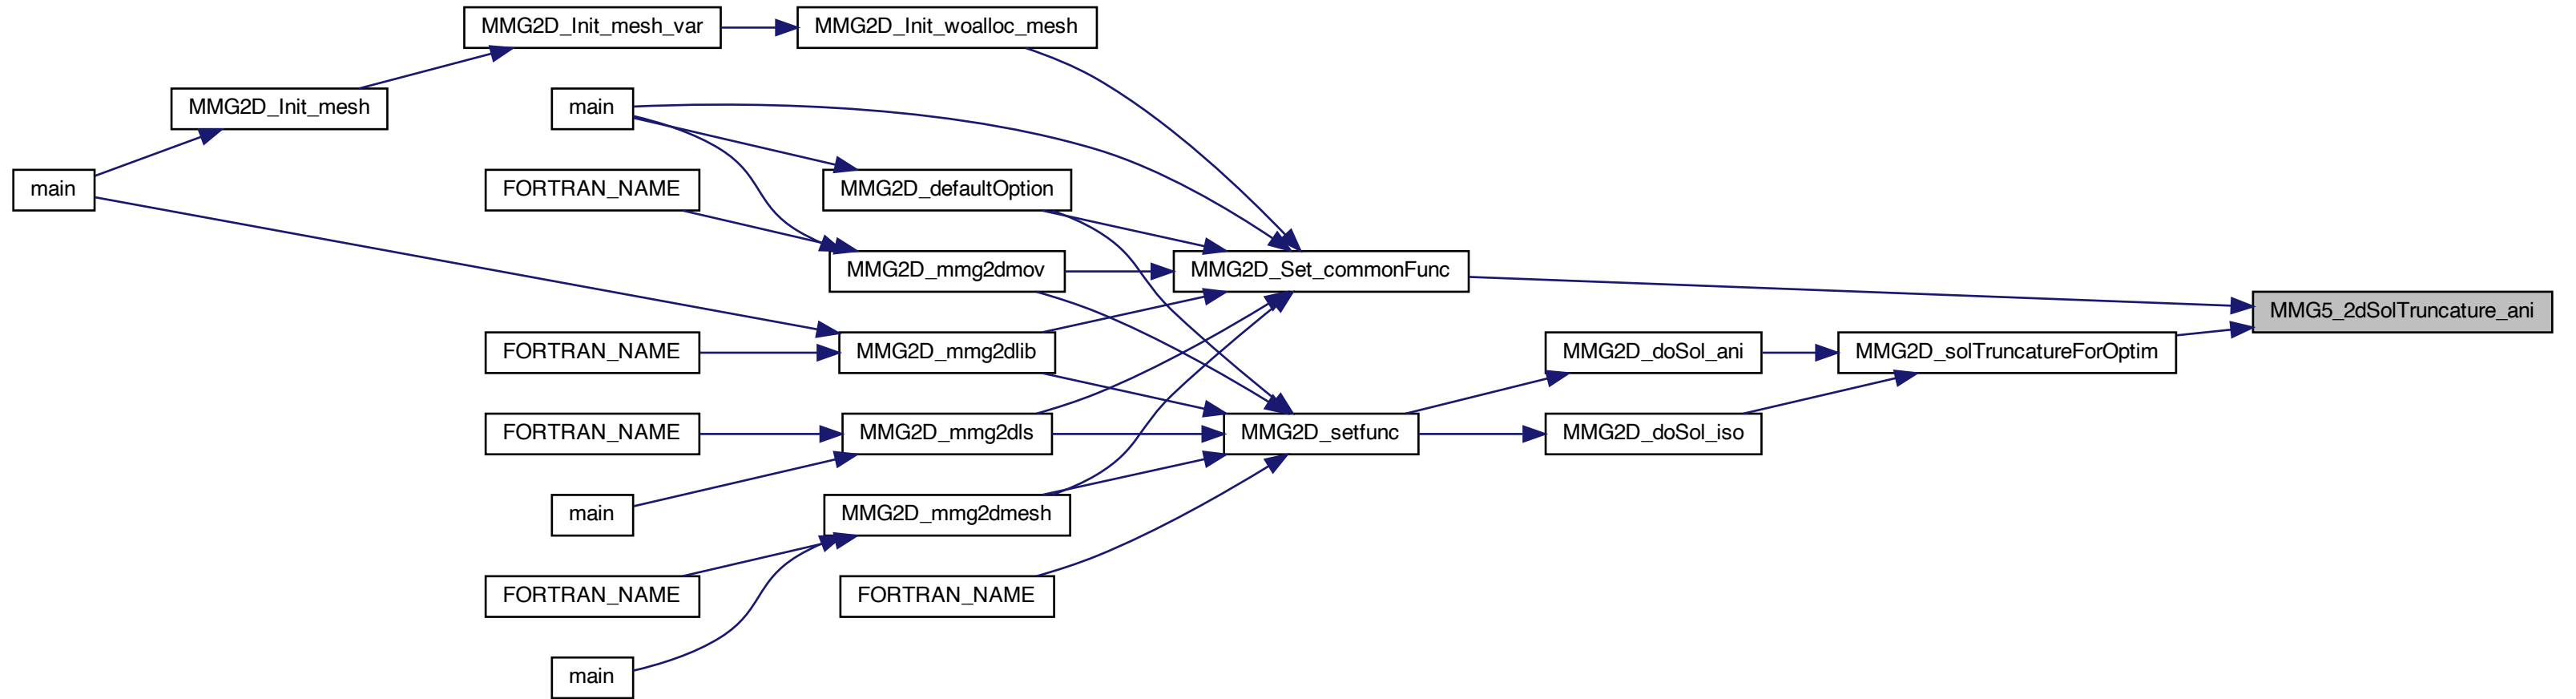 MMG2D_Init_mesh_var
MMG2D_Init_woalloc_mesh
MMG2D_Init_mesh
main
main
FORTRAN_NAME
MMG2D_defaultOption
MMG2D_mmg2dmov
MMG2D_Set_commonFunc
MMG5_2dSolTruncature_ani
FORTRAN_NAME
MMG2D_mmg2dlib
MMG2D_doSol_ani
MMG2D_solTruncatureForOptim
FORTRAN_NAME
MMG2D_mmg2dls
MMG2D_setfunc
MMG2D_doSol_iso
main
MMG2D_mmg2dmesh
FORTRAN_NAME
FORTRAN_NAME
main